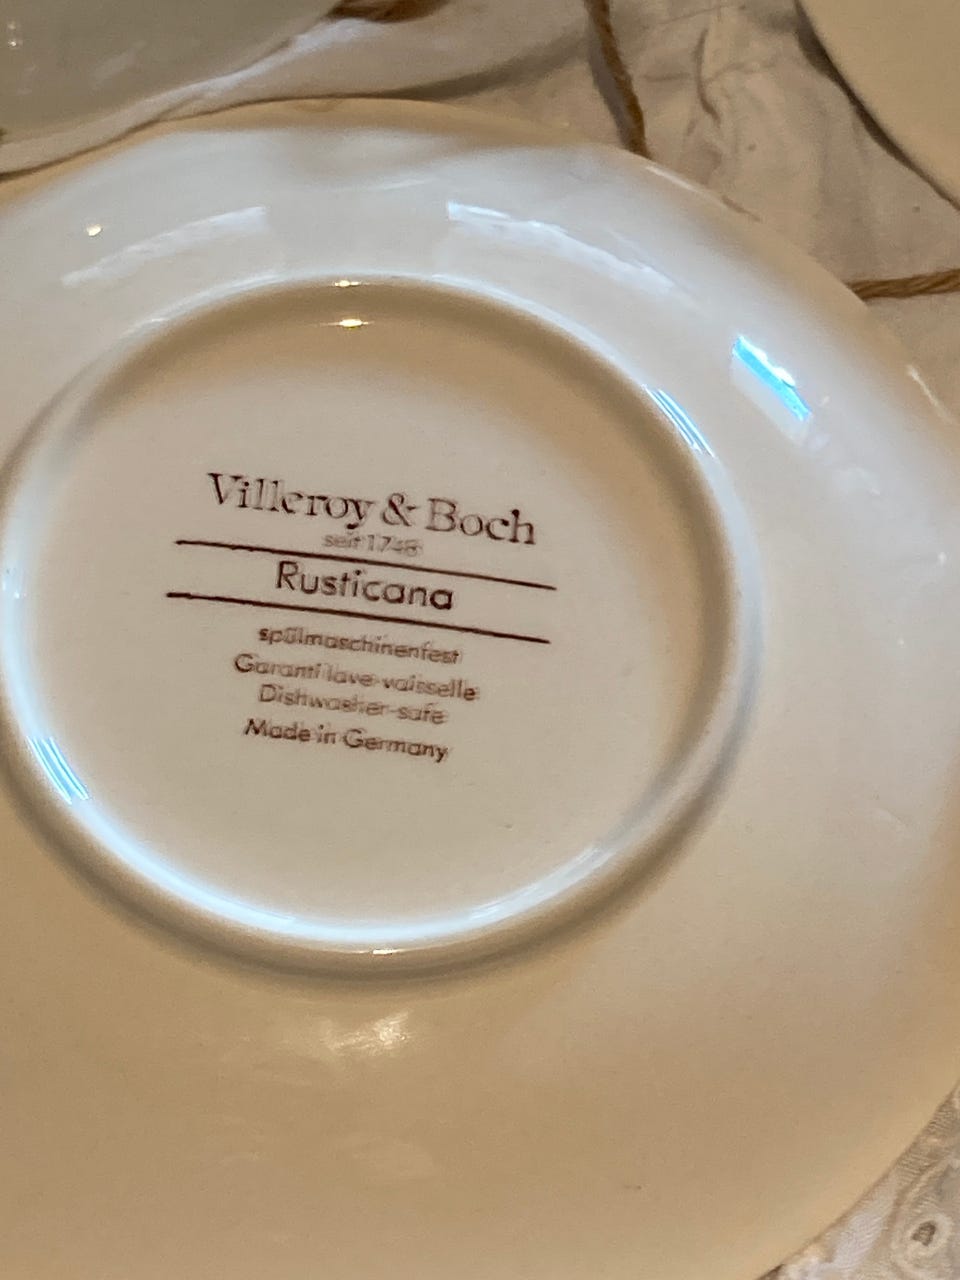 Villeroy & Boch
seit 1748
Rusticana
spülmaschinenfest
Garanti lave-vaisselle
Dishwasher-safe
Made in Germany